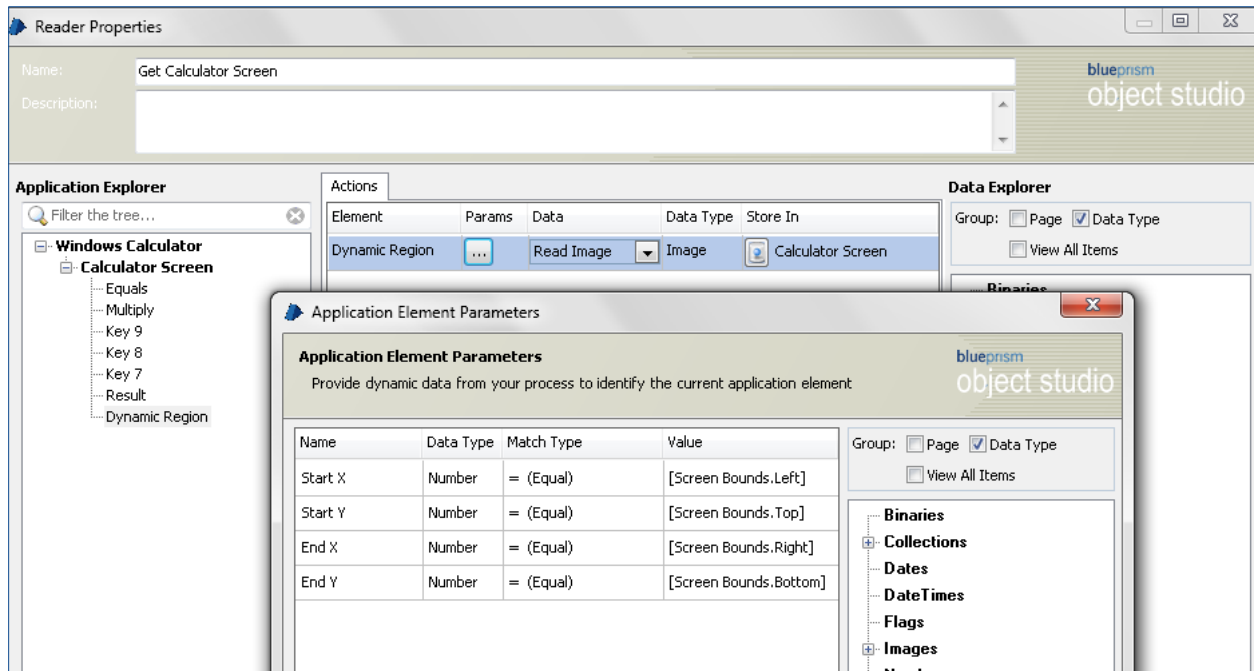 Reader Properties
Name: Get Calculator Screen
blueprism
object studio
Description:
Application Explorer
Filter the tree...
Windows Calculator
Calculator Screen
Equals
Multiply
Key 9
Key 8
Key 7
Result
Dynamic Region
Actions
Element Params Data Data Type Store In
Dynamic Region ... Read Image Image Calculator Screen
Data Explorer
Group: Page Data Type
View All Items
Binaries
Application Element Parameters
Application Element Parameters
Provide dynamic data from your process to identify the current application element
blueprism
object studio
Name Data Type Match Type Value
Start X Number = (Equal) [Screen Bounds.Left]
Start Y Number = (Equal) [Screen Bounds.Top]
End X Number = (Equal) [Screen Bounds.Right]
End Y Number = (Equal) [Screen Bounds.Bottom]
Group: Page Data Type
View All Items
Binaries
Collections
Dates
DateTimes
Flags
Images